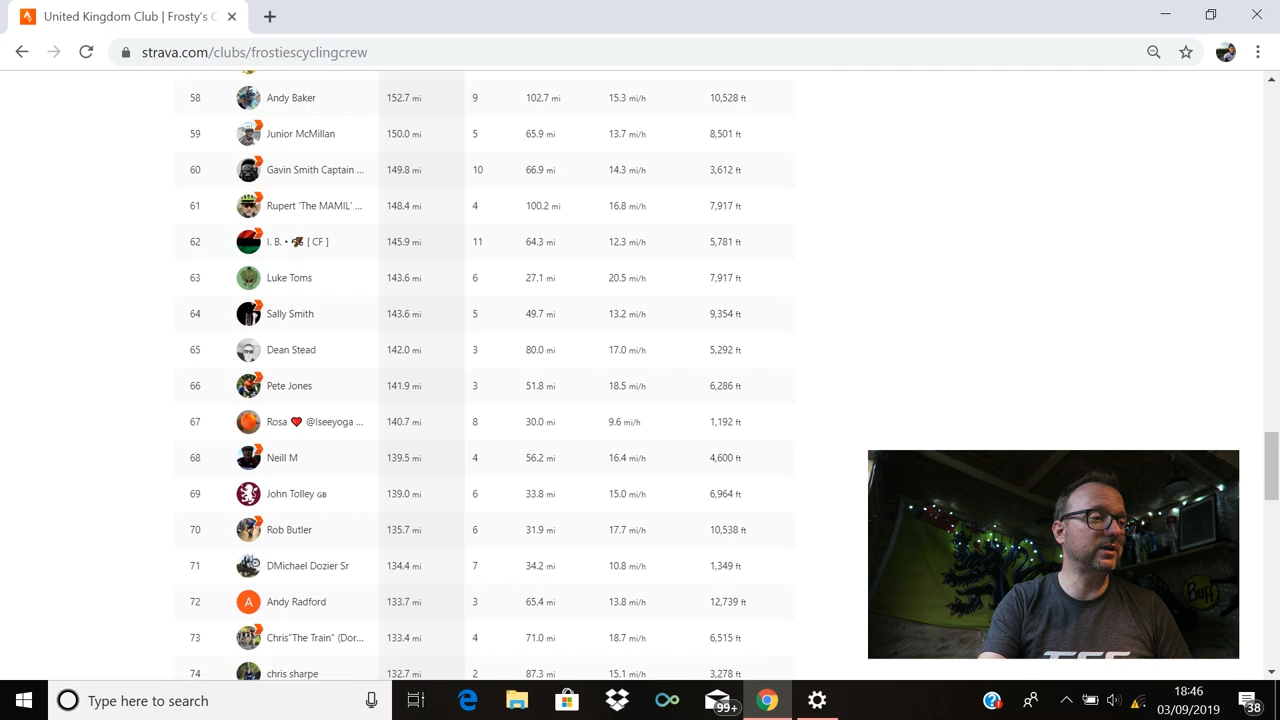 United Kingdom Club | Frosty's C
strava.com/clubs/frostiescyclingcrew
58 Andy Baker 152.7 mi 9 102.7 mi 15.3 mi/h 10,528 ft
59 Junior McMillan 150.0 mi 5 65.9 mi 13.7 mi/h 8,501 ft
60 Gavin Smith Captain ... 149.8 mi 10 66.9 mi 14.3 mi/h 3,612 ft
61 Rupert 'The MAMIL' ... 148.4 mi 4 100.2 mi 16.8 mi/h 7,917 ft
62 I. B. • [ CF ] 145.9 mi 11 64.3 mi 12.3 mi/h 5,781 ft
63 Luke Toms 143.6 mi 6 27.1 mi 20.5 mi/h 7,917 ft
64 Sally Smith 143.6 mi 5 49.7 mi 13.2 mi/h 9,354 ft
65 Dean Stead 142.0 mi 3 80.0 mi 17.0 mi/h 5,292 ft
66 Pete Jones 141.9 mi 3 51.8 mi 18.5 mi/h 6,286 ft
67 Rosa ❤ @Iseeyoga ... 140.7 mi 8 30.0 mi 9.6 mi/h 1,192 ft
68 Neill M 139.5 mi 4 56.2 mi 16.4 mi/h 4,600 ft
69 John Tolley GB 139.0 mi 6 33.8 mi 15.0 mi/h 6,964 ft
70 Rob Butler 135.7 mi 6 31.9 mi 17.7 mi/h 10,538 ft
71 DMichael Dozier Sr 134.4 mi 7 34.2 mi 10.8 mi/h 1,349 ft
72 A Andy Radford 133.7 mi 3 65.4 mi 13.8 mi/h 12,739 ft
73 Chris"The Train" (Dor... 133.4 mi 4 71.0 mi 18.7 mi/h 6,515 ft
74 chris sharpe 132.7 mi 2 87.3 mi 15.1 mi/h 3,278 ft
BUFF
Type here to search
99+
18:46
03/09/2019
38